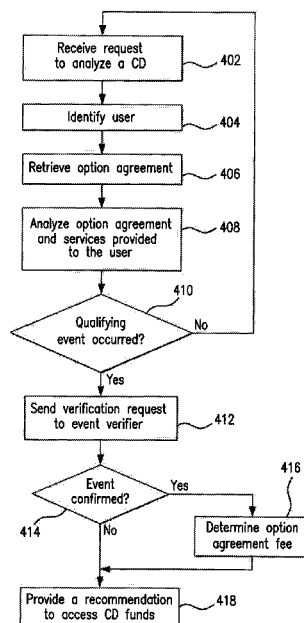 Receive request
to analyze a CD
402
Identify user
404
Retrieve option agreement
406
Analyze option agreement
and services provided
to the user
408
410
Qualifying
event occurred?
No
Yes
Send verification request
to event verifier
412
Event
confirmed?
Yes
416
414
No
Determine option
agreement fee
Provide a recommendation
to access CD funds
418